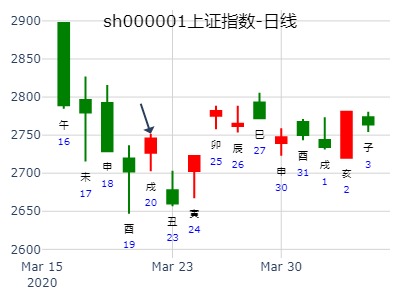 sh000001上证指数-日线
2900
2850
2800
2750
2700
2650
2600
午
16
未
17
申
18
酉
19
戌
20
丑
23
寅
24
卯
25
辰
26
巳
27
申
30
酉
31
戌
1
亥
2
子
3
Mar 15
2020
Mar 23
Mar 30